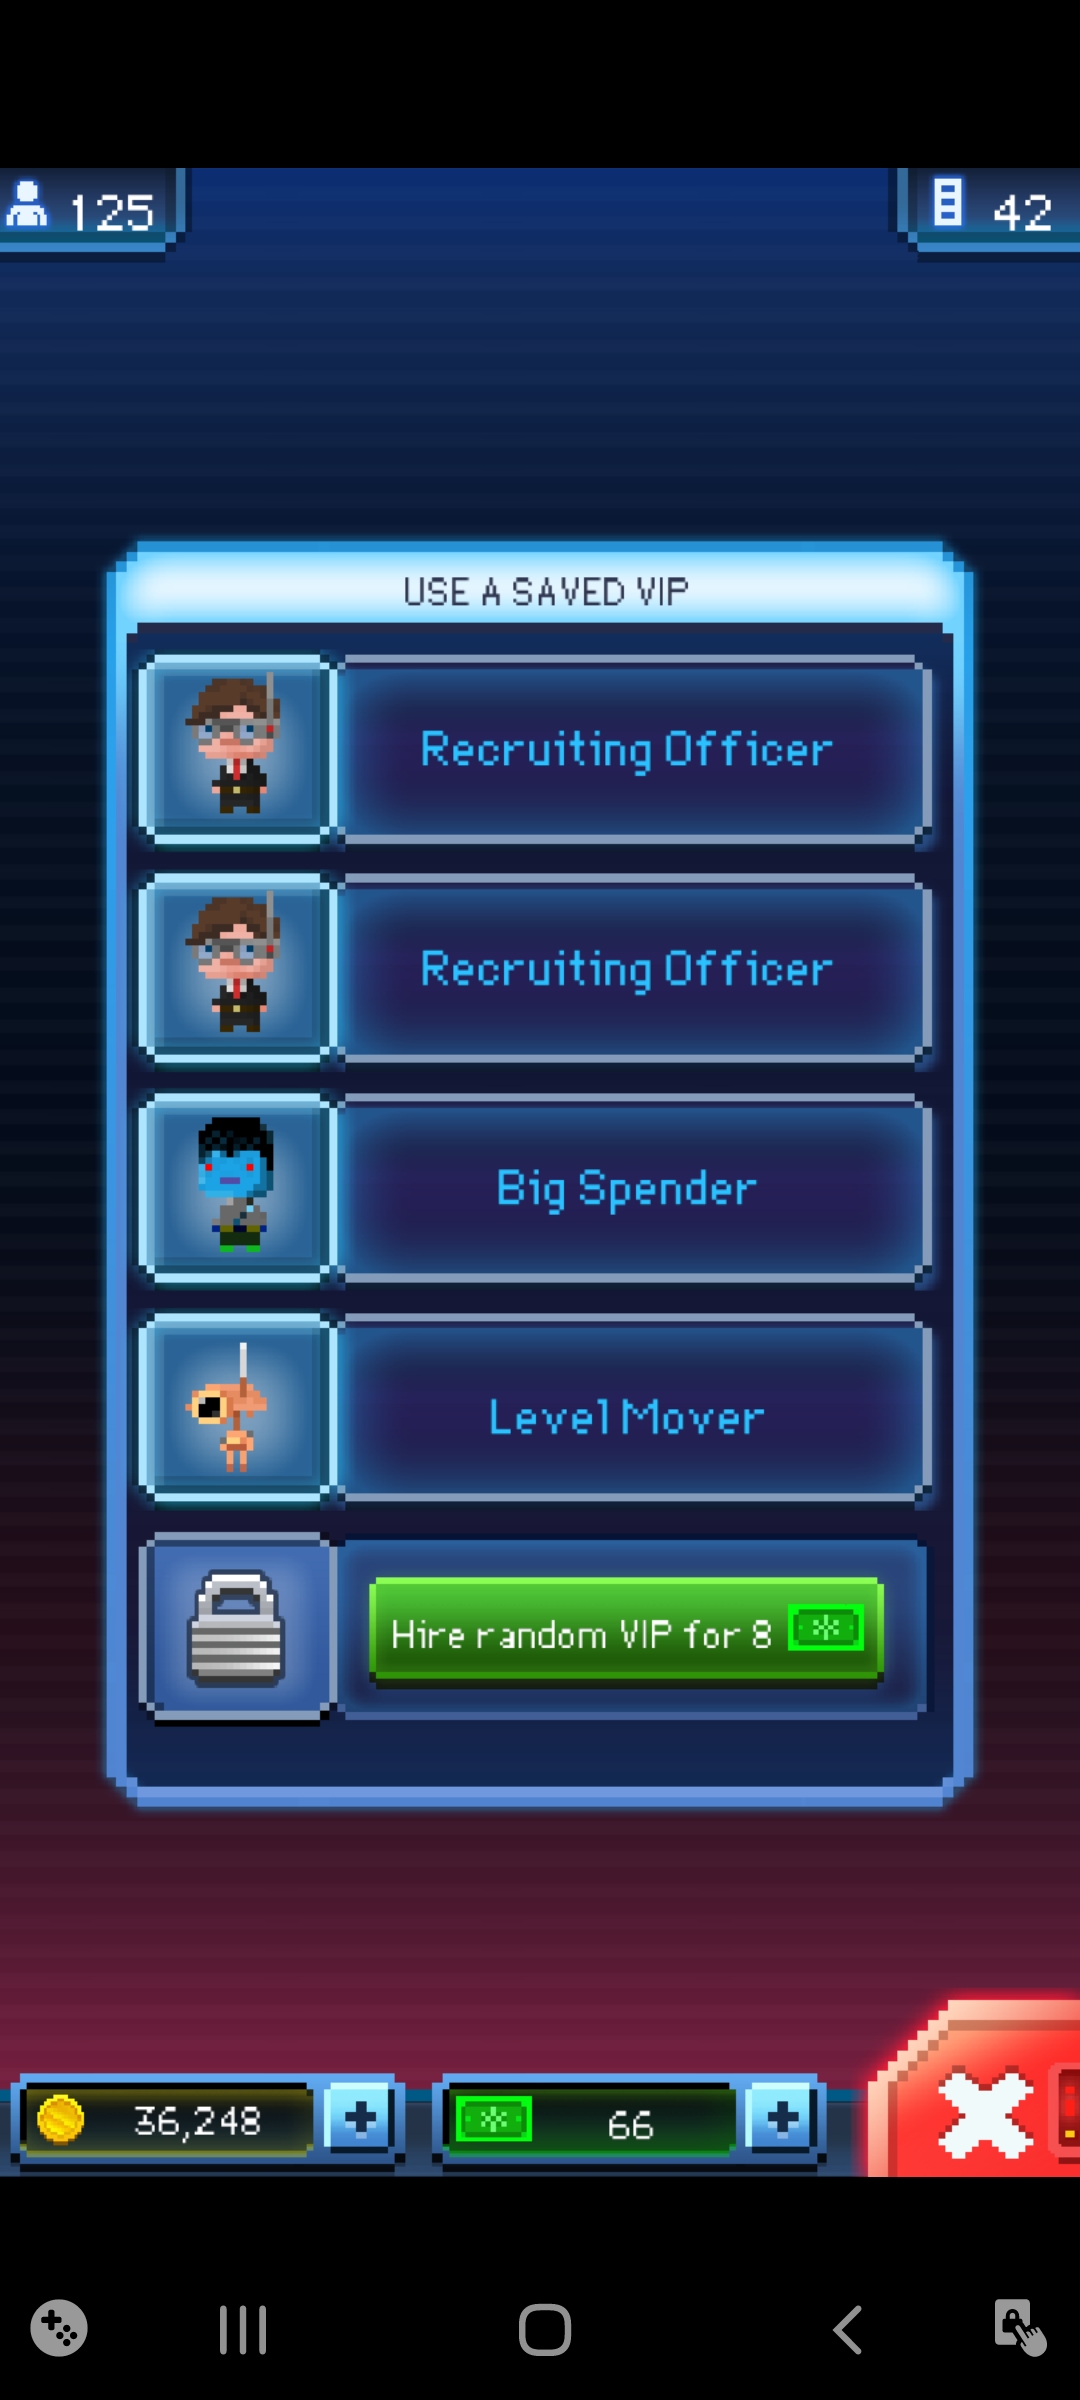 125
42
USE A SAVED VIP
Recruiting Officer
Recruiting Officer
Big Spender
Level Mover
Hire random VIP for 8
36,248
66